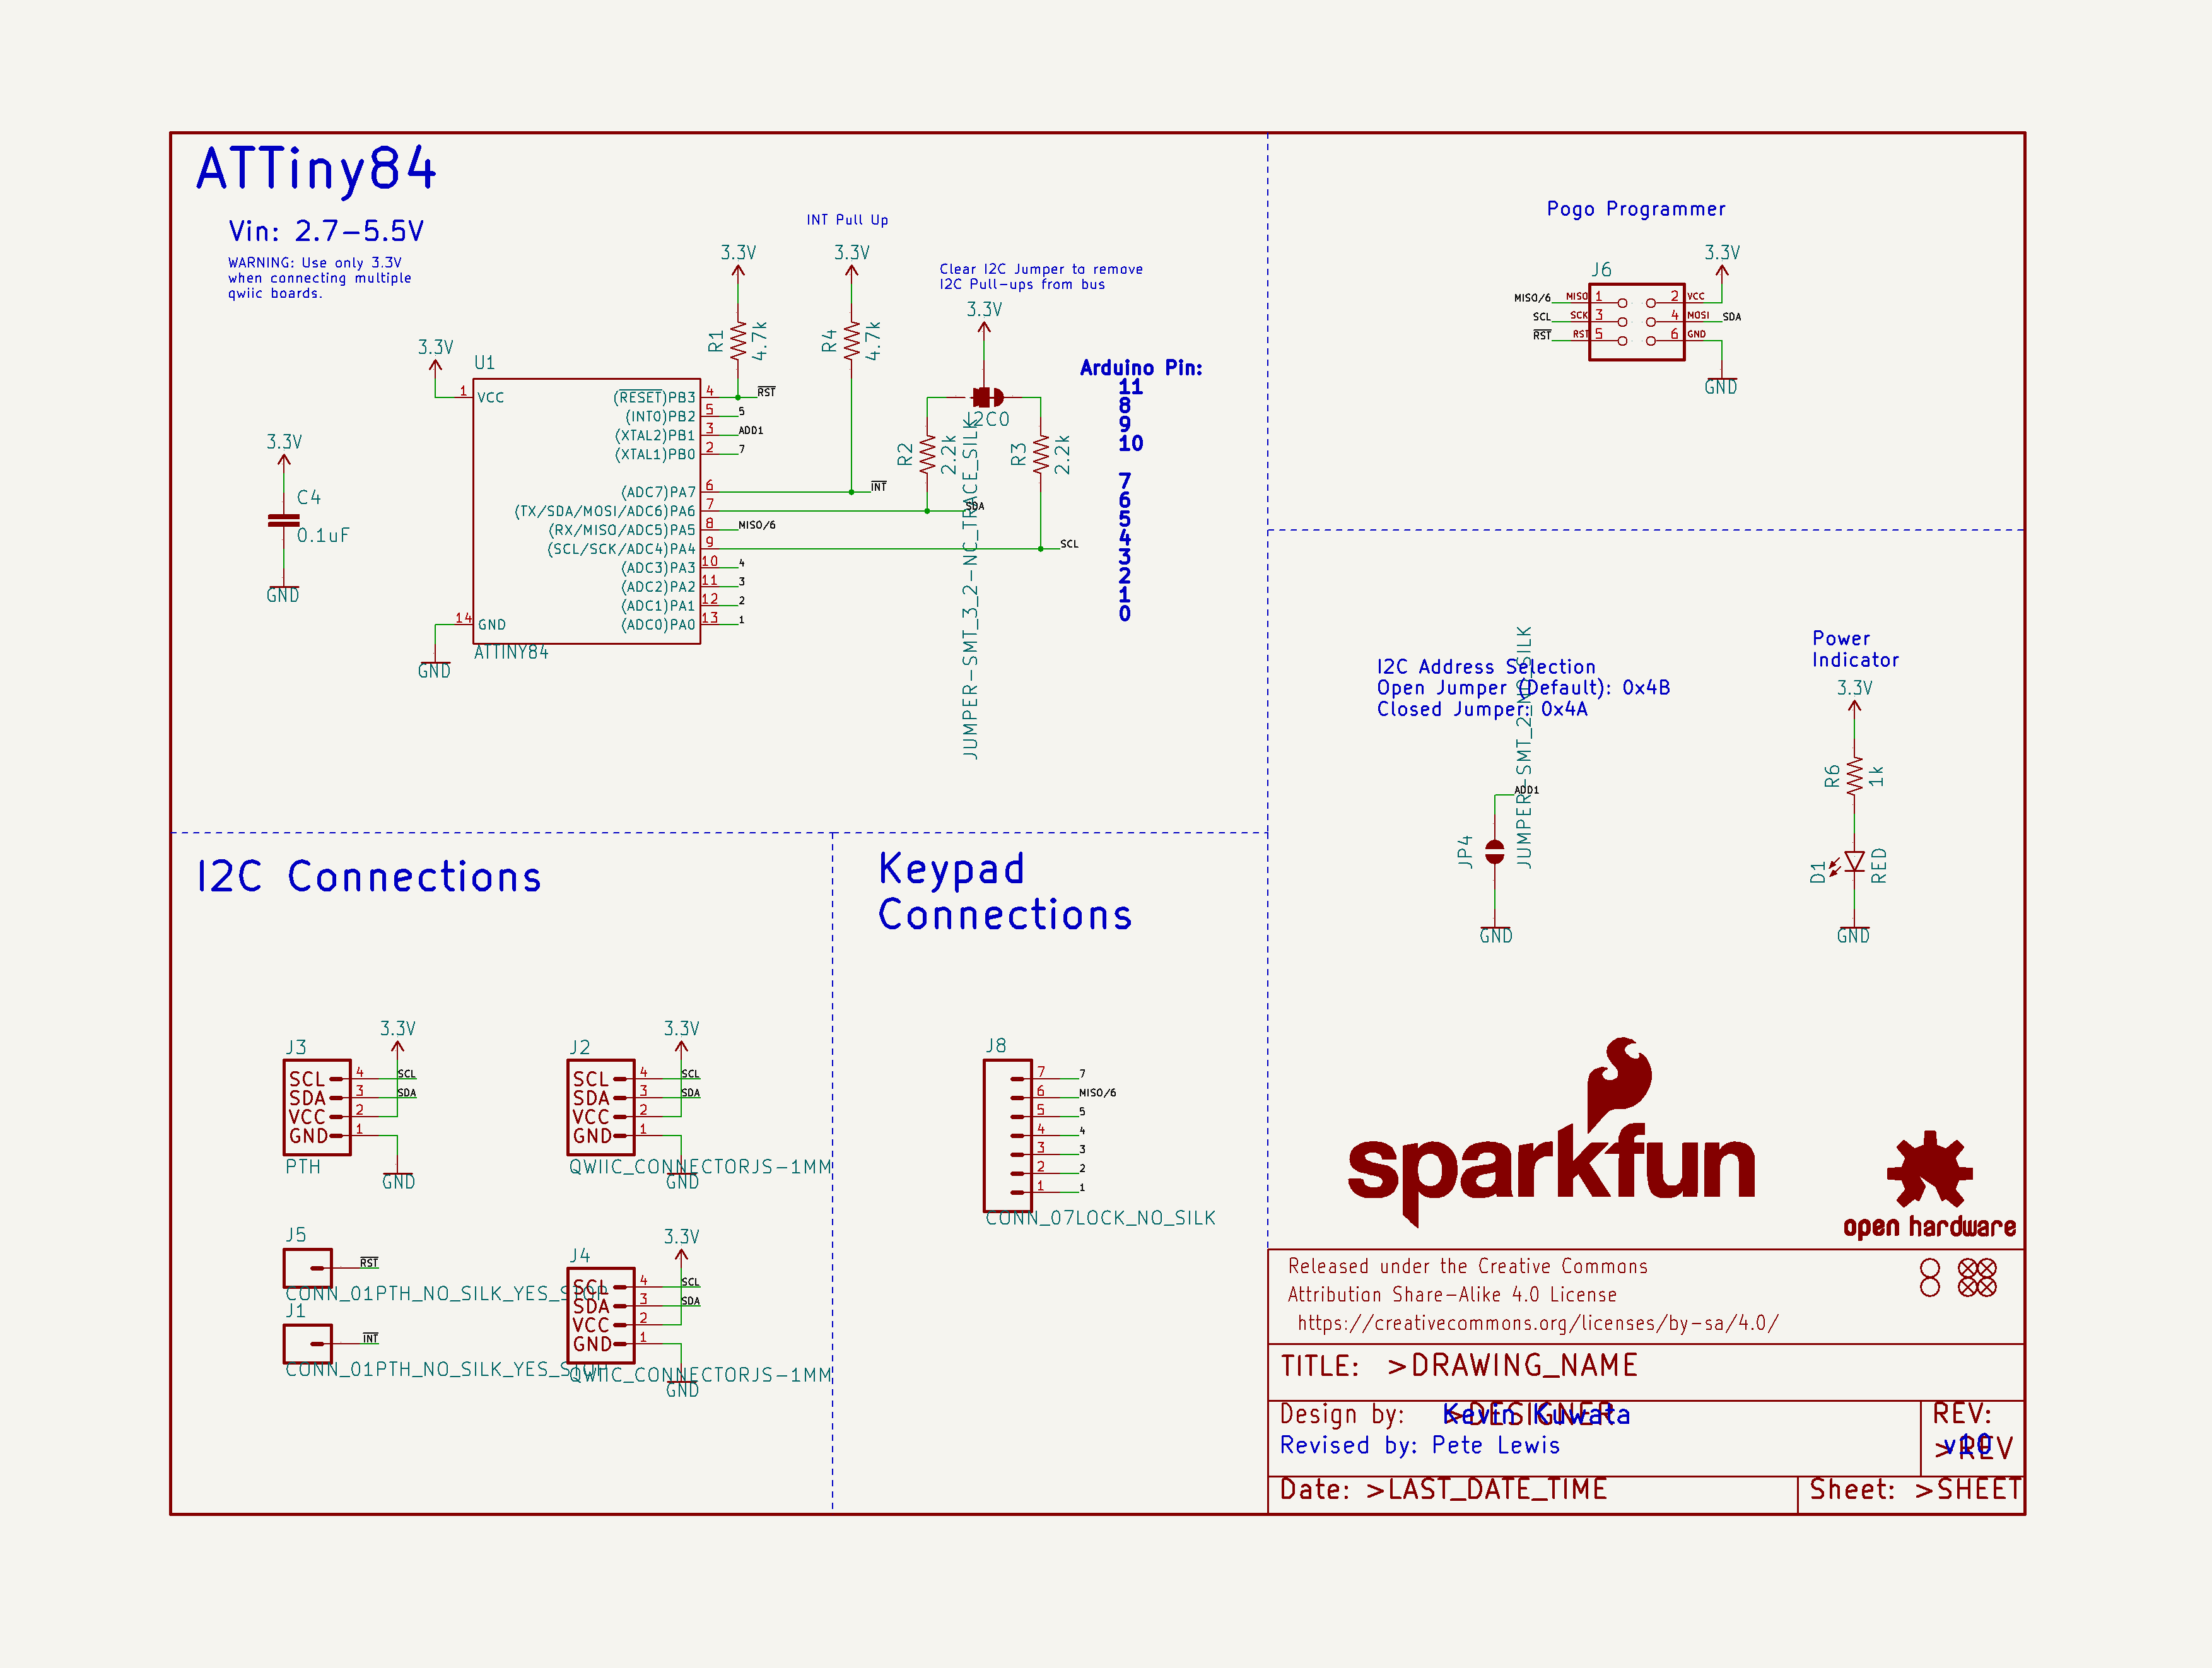 ATTiny84
Vin: 2.7-5.5V
WARNING: Use only 3.3V
when connecting multiple
qwiic boards.
INT Pull Up
3.3V
3.3V
Clear I2C Jumper to remove
I2C Pull-ups from bus
3.3V
R1
4.7k
R4
4.7k
3.3V
U1
1
VCC
(RESET)PB3
4
RST
(INT0)PB2
5
5
(XTAL2)PB1
3
ADD1
(XTAL1)PB0
2
7
(ADC7)PA7
6
INT
(TX/SDA/MOSI/ADC6)PA6
7
SDA
(RX/MISO/ADC5)PA5
8
MISO/6
(SCL/SCK/ADC4)PA4
9
SCL
(ADC3)PA3
10
4
(ADC2)PA2
11
3
(ADC1)PA1
12
2
(ADC0)PA0
13
1
14
GND
ATTINY84
GND
3.3V
C4
0.1uF
GND
I2C0
JUMPER-SMT_3_2-NC_TRACE_SILK
R2
2.2k
R3
2.2k
Arduino Pin:
11
8
9
10
7
6
5
4
3
2
1
0
Pogo Programmer
3.3V
J6
MISO/6
MISO
1
2
VCC
SCL
SCK
3
4
MOSI
SDA
RST
RST
5
6
GND
GND
I2C Address Selection
Open Jumper (Default): 0x4B
Closed Jumper: 0x4A
ADD1
JP4
GND
Power
Indicator
3.3V
R6
1k
D1
RED
GND
I2C Connections
3.3V
J3
SCL
4
SCL
SDA
3
SDA
VCC
2
GND
1
PTH
GND
3.3V
J2
SCL
4
SCL
SDA
3
SDA
VCC
2
GND
1
QWIIC_CONNECTORJS-1MM
GND
J5
RST
CONN_01PTH_NO_SILK_YES_STOP
J1
INT
CONN_01PTH_NO_SILK_YES_STOP
3.3V
J4
SCL
4
SCL
SDA
3
SDA
VCC
2
GND
1
QWIIC_CONNECTORJS-1MM
GND
Keypad
Connections
J8
7
7
6
MISO/6
5
5
4
4
3
3
2
2
1
1
CONN_07LOCK_NO_SILK
sparkfun
open hardware
Released under the Creative Commons
Attribution Share-Alike 4.0 License
https://creativecommons.org/licenses/by-sa/4.0/
TITLE: >DRAWING_NAME
Design by: >DESIGNER
Kevin Kuwata
Revised by: Pete Lewis
REV:
>REV
v10
Date: >LAST_DATE_TIME
Sheet: >SHEET